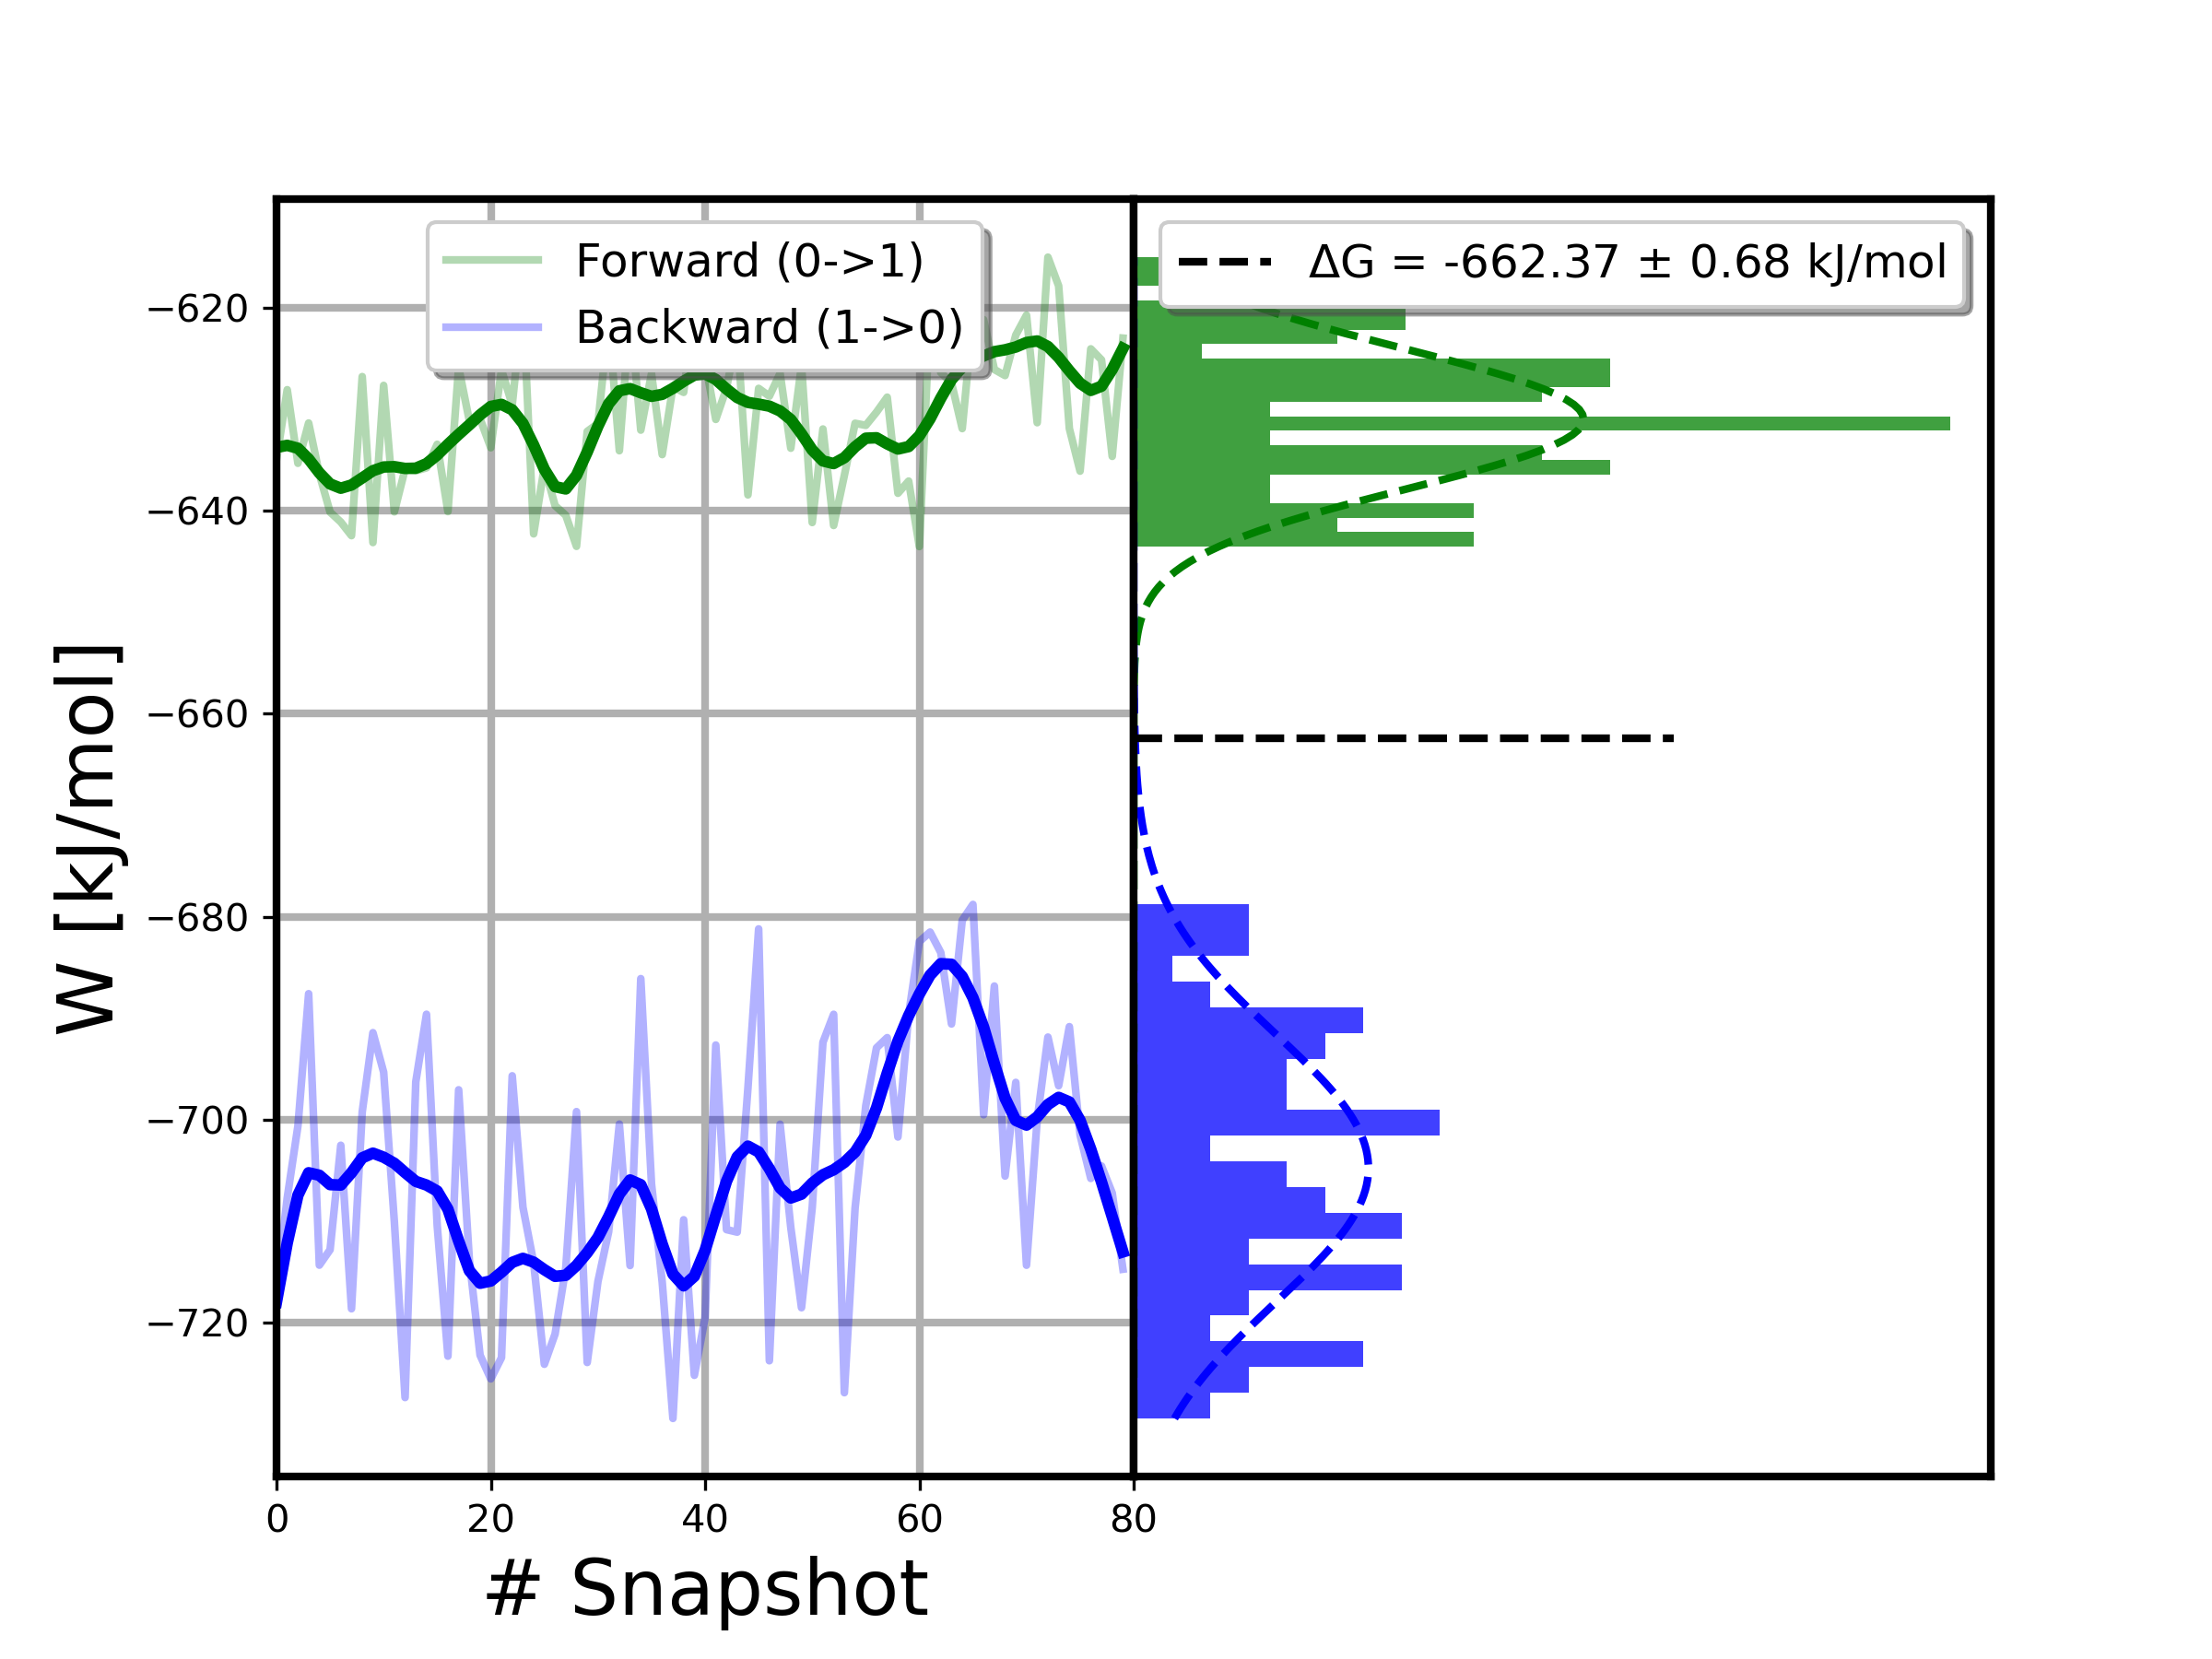 Forward (0->1)
Backward (1->0)
ΔG = -662.37 ± 0.68 kJ/mol
−620
−640
−660
−680
−700
−720
W [kJ/mol]
0 20 40 60 80
# Snapshot